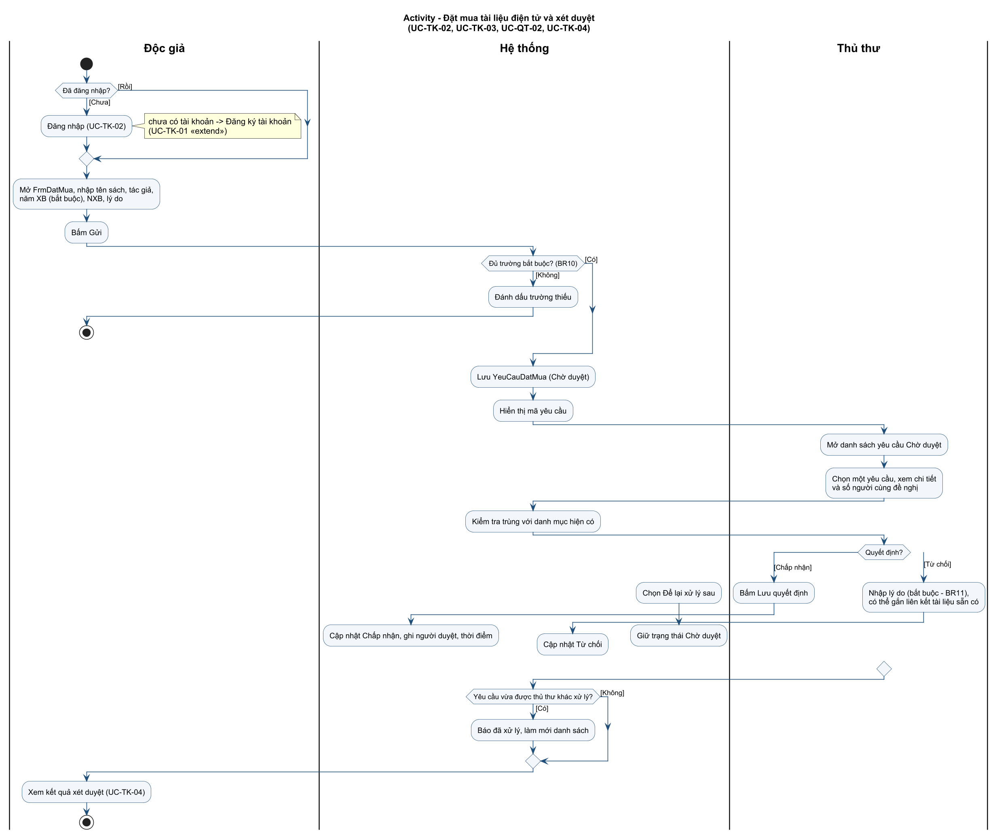 Activity - Đặt mua tài liệu điện tử và xét duyệt
(UC-TK-02, UC-TK-03, UC-QT-02, UC-TK-04)
Độc giả
Hệ thống
Thủ thư
Đã đăng nhập?
[Rồi]
[Chưa]
Đăng nhập (UC-TK-02)
chưa có tài khoản -> Đăng ký tài khoản
(UC-TK-01 «extend»)
Mở FrmDatMua, nhập tên sách, tác giả,
năm XB (bắt buộc), NXB, lý do
Bấm Gửi
Đủ trường bắt buộc? (BR10)
[Có]
[Không]
Đánh dấu trường thiếu
Lưu YeuCauDatMua (Chờ duyệt)
Hiển thị mã yêu cầu
Mở danh sách yêu cầu Chờ duyệt
Chọn một yêu cầu, xem chi tiết
và số người cùng đề nghị
Kiểm tra trùng với danh mục hiện có
Quyết định?
[Chấp nhận]
[Từ chối]
Chọn Để lại xử lý sau
Bấm Lưu quyết định
Nhập lý do (bắt buộc - BR11),
có thể gắn liên kết tài liệu sẵn có
Cập nhật Chấp nhận, ghi người duyệt, thời điểm
Cập nhật Từ chối
Giữ trạng thái Chờ duyệt
Yêu cầu vừa được thủ thư khác xử lý?
[Không]
[Có]
Báo đã xử lý, làm mới danh sách
Xem kết quả xét duyệt (UC-TK-04)